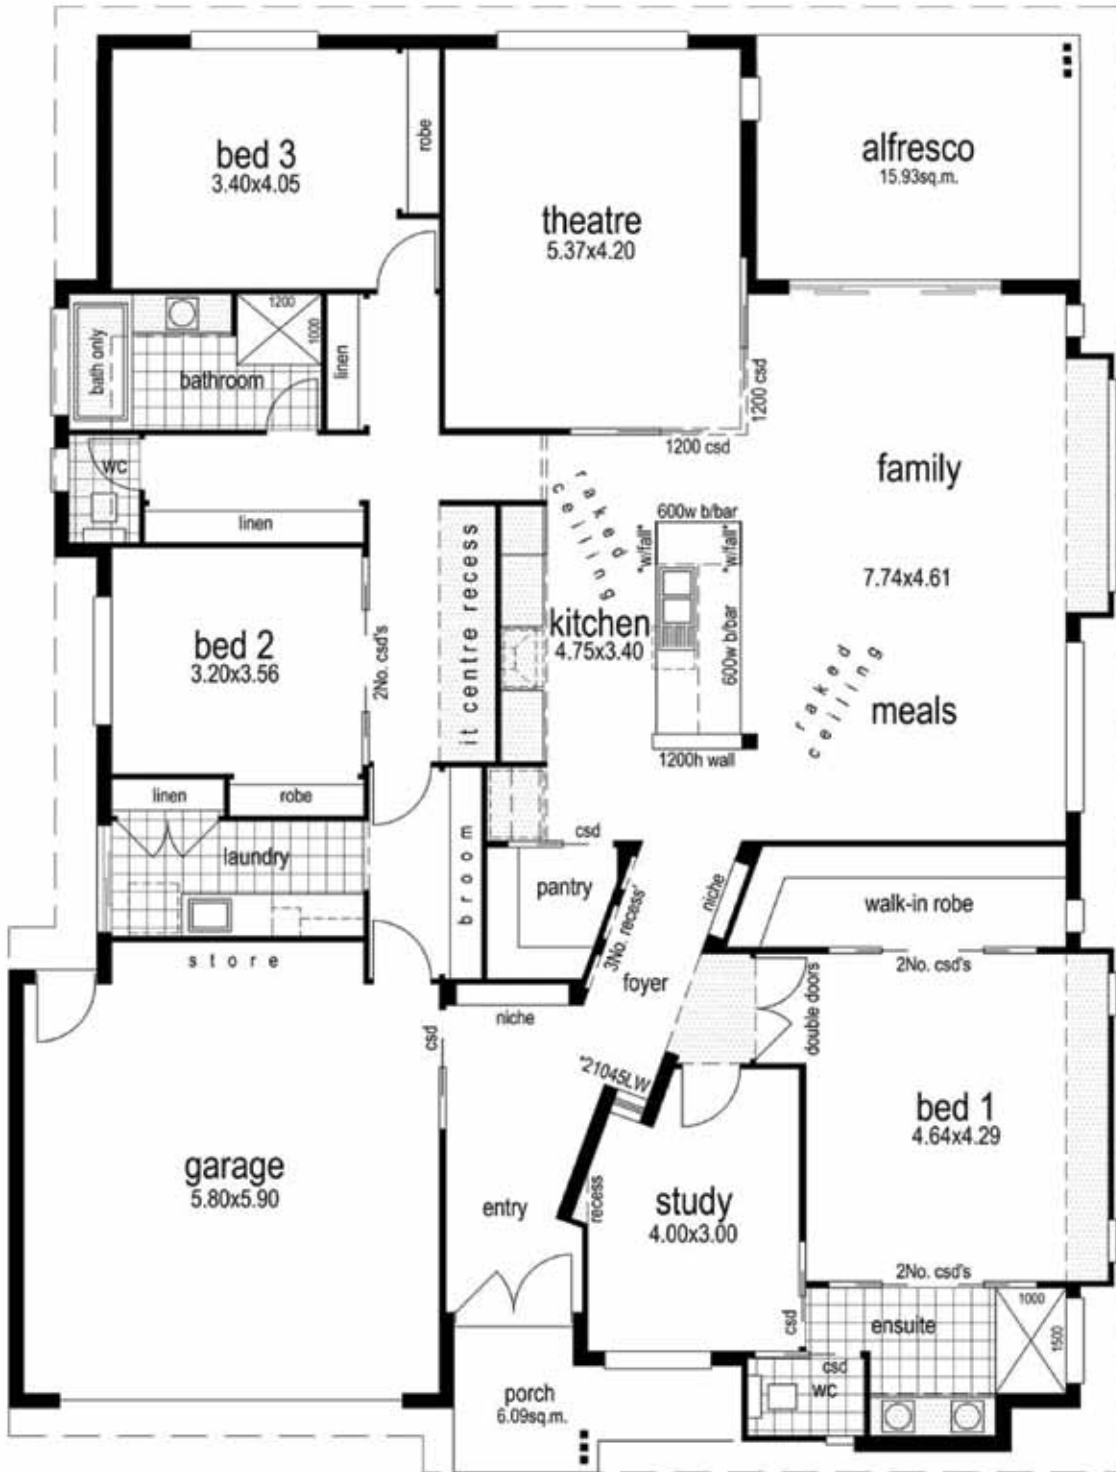 bed 3
3.40x4.05
robe
theatre
5.37x4.20
alfresco
15.93sq.m.
bath only
1200
1000
bathroom
linen
1200 csd
1200 csd
WC
linen
raked
ceiling
family
7.74x4.61
600w b/bar
*w/fall*
*w/fall*
it centre recess
kitchen
4.75x3.40
600w b/bar
bed 2
3.20x3.56
2No. csd's
raked
ceiling
meals
1200h wall
linen
robe
csd
laundry
broom
pantry
3No. recess'
niche
walk-in robe
store
2No. csd's
foyer
double doors
niche
csd
*21045LW
bed 1
4.64x4.29
garage
5.80x5.90
entry
recess
study
4.00x3.00
2No. csd's
csd
ensuite
1000
1500
csd
WC
porch
6.09sq.m.